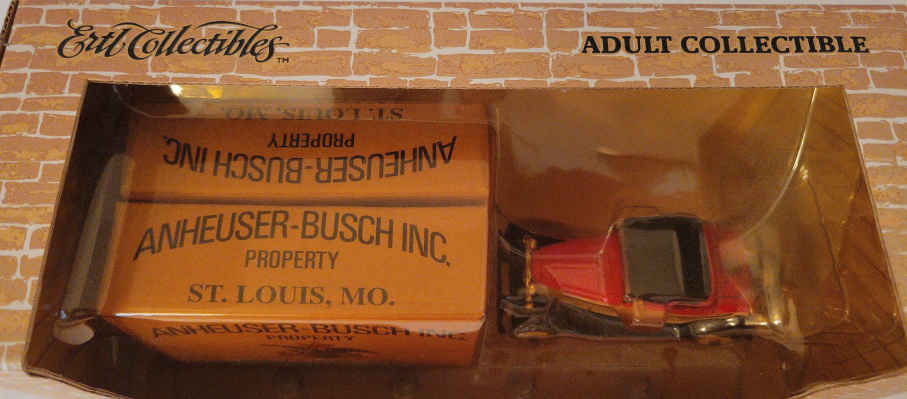 Ertl Collectibles™
ADULT COLLECTIBLE
ST. LOUIS, MO.
PROPERTY
ANHEUSER-BUSCH INC.
ANHEUSER-BUSCH INC.
PROPERTY
ST. LOUIS, MO.
ANHEUSER-BUSCH INC.
PROPERTY